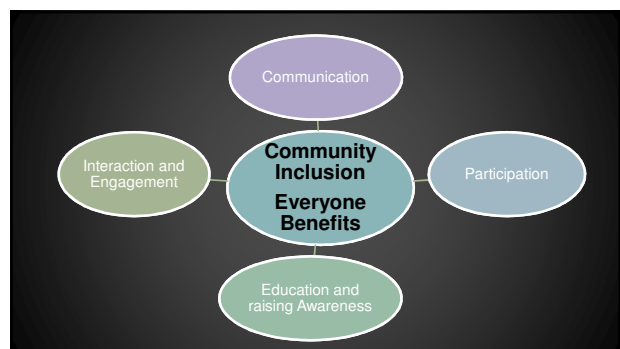 Communication
Interaction and
Engagement
Community
Inclusion
Everyone
Benefits
Participation
Education and
raising Awareness